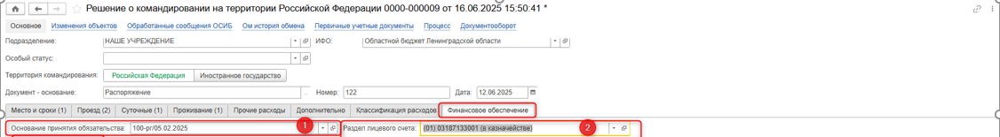 Решение о командировании на территории Российской Федерации 0000-000009 от 16.06.2025 15:50:41 *
Основное Изменения объектов Обработанные сообщения ОСИБ Ом история обмена Первичные учетные документы Процесс Документооборот
Подразделение: НАШЕ УЧРЕЖДЕНИЕ ИФО: Областной бюджет Ленинградской области
Особый статус:
Территория командирования: Российская Федерация Иностранное государство
Документ - основание: Распоряжение ... Номер: 122 Дата: 12.06.2025
Место и сроки (1) Проезд (2) Суточные (1) Проживание (1) Прочие расходы Дополнительно Классификация расходов Финансовое обеспечение
Основание принятия обязательства: 100-рг/05.02.2025 1 Раздел лицевого счета: (01) 03187133001 (в казначействе) 2